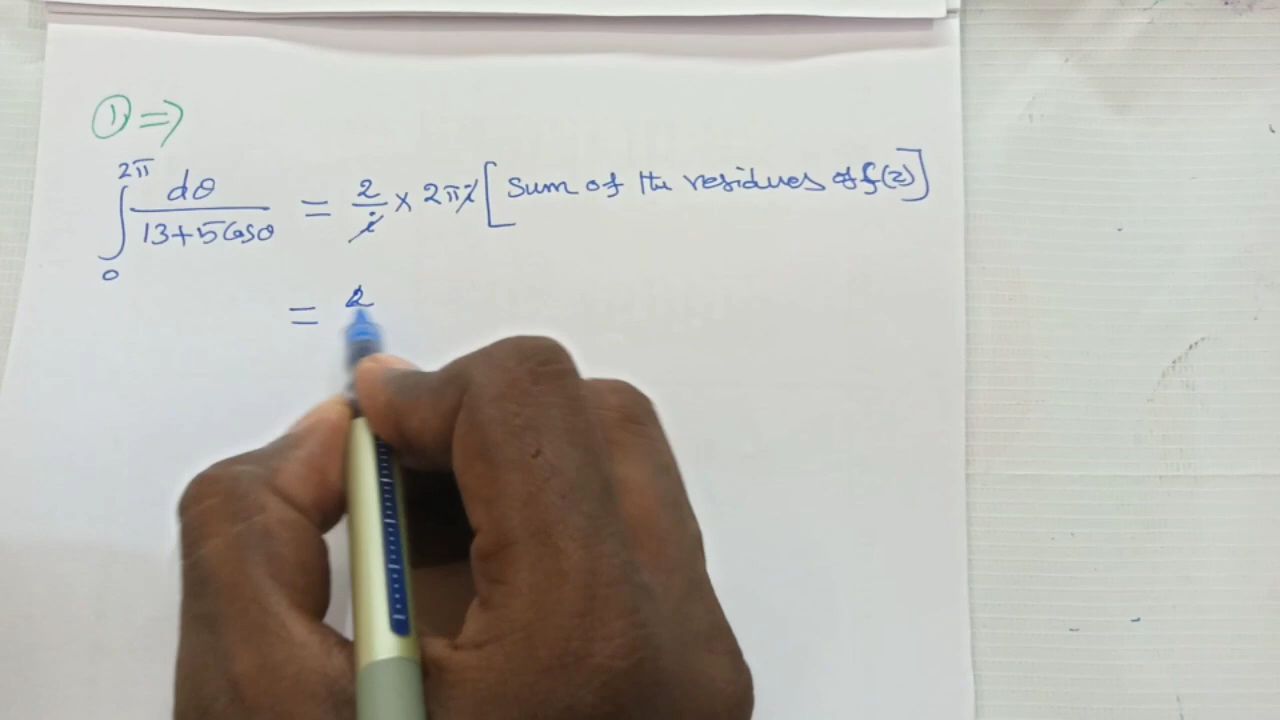 ① ⇒
∫₀^2π dθ / 13+5Cosθ = 2/i × 2πi [Sum of the residues of f(z)]
= 2